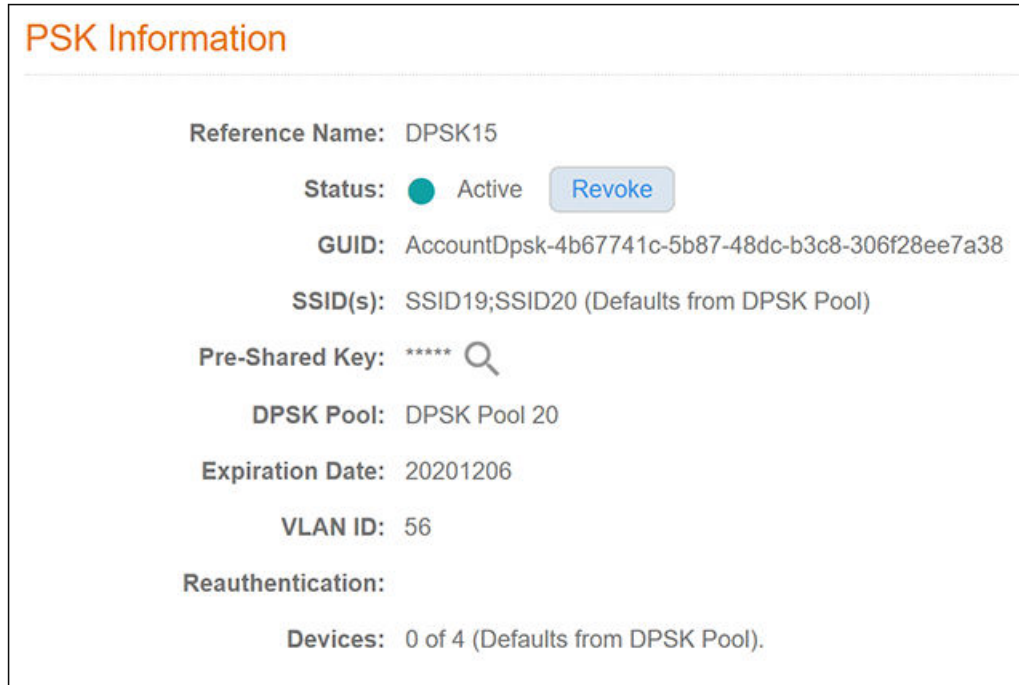 PSK Information
Reference Name: DPSK15
Status: Active Revoke
GUID: AccountDpsk-4b67741c-5b87-48dc-b3c8-306f28ee7a38
SSID(s): SSID19;SSID20 (Defaults from DPSK Pool)
Pre-Shared Key: *****
DPSK Pool: DPSK Pool 20
Expiration Date: 20201206
VLAN ID: 56
Reauthentication:
Devices: 0 of 4 (Defaults from DPSK Pool).